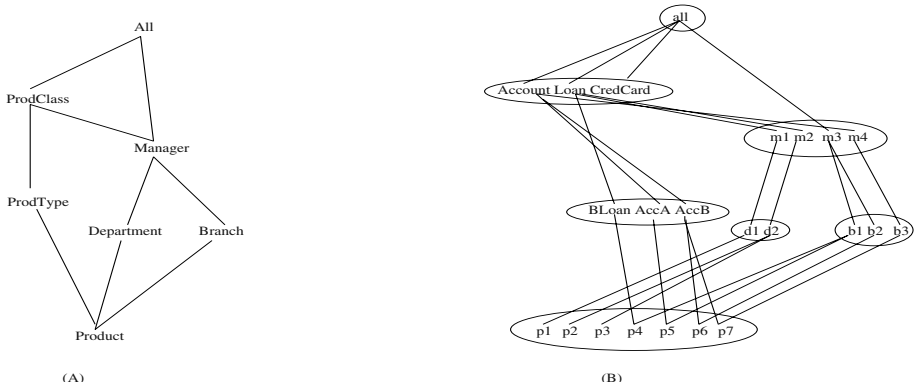 All
ProdClass
Manager
ProdType
Department
Branch
Product
(A)
all
Account Loan CredCard
m1 m2 m3 m4
BLoan AccA AccB
d1 d2
b1 b2 b3
p1 p2 p3 p4 p5 p6 p7
(B)